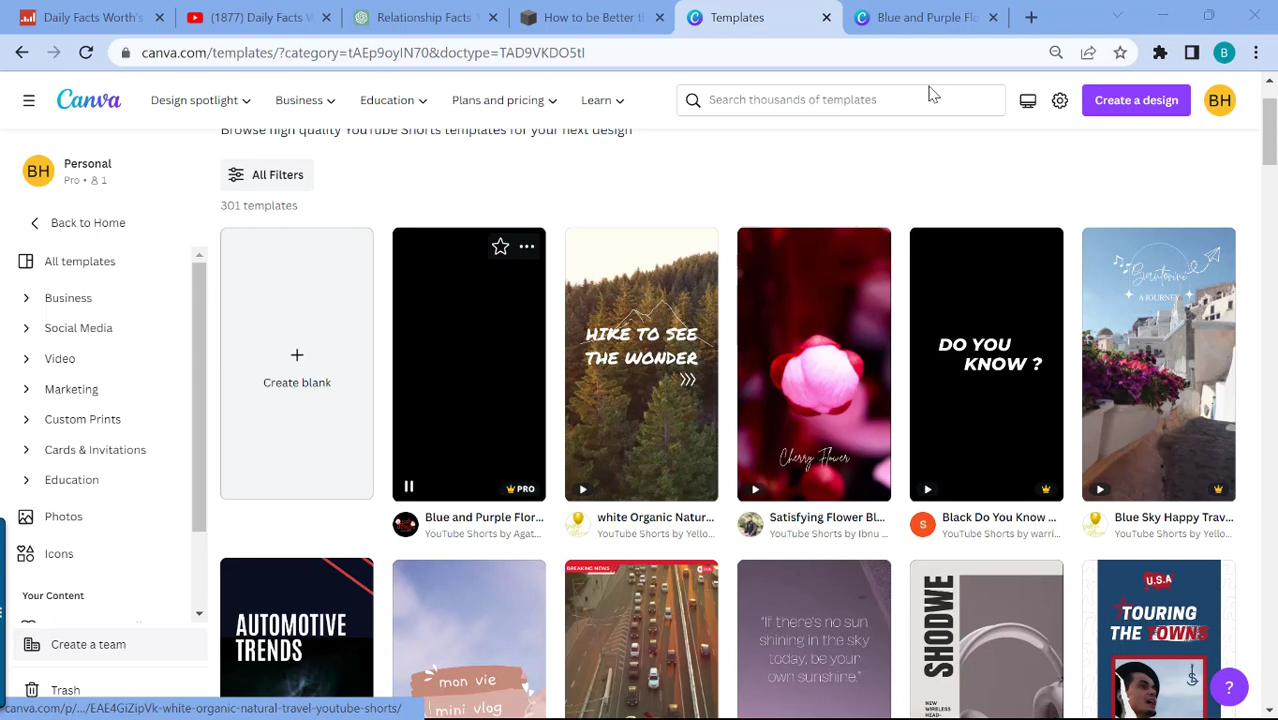 Daily Facts Worth's
(1877) Daily Facts W
Relationship Facts
How to be Better t
Templates
Blue and Purple Flo
canva.com/templates/?category=tAEp9oyIN70&doctype=TAD9VKDO5tI
B
Canva
Design spotlight
Business
Education
Plans and pricing
Learn
Search thousands of templates
Create a design
BH
Browse high quality YouTube Shorts templates for your next design
BH
Personal
Pro • 1
All Filters
301 templates
Back to Home
All templates
Business
Social Media
Video
Marketing
Custom Prints
Cards & Invitations
Education
Photos
Icons
Your Content
Create a team
Trash
Create blank
PRO
Blue and Purple Flor...
YouTube Shorts by Agat...
HIKE TO SEE
THE WONDER
white Organic Natur...
YouTube Shorts by Yello...
Cherry Flower
Satisfying Flower Bl...
YouTube Shorts by Ibnu ...
DO YOU
KNOW ?
S
Black Do You Know ...
YouTube Shorts by warri...
A JOURNEY
Blue Sky Happy Trav...
YouTube Shorts by Yello...
AUTOMOTIVE
TRENDS
mon vie
mini vlog
BREAKING NEWS
"If there's no sun
shining in the sky
today, be your
own sunshine."
SHODWE
NEW
WIRELESS
HEAD-
U.S.A
TOURING
THE TOWNS
?
canva.com/p/.../EAE4GiZipVk-white-organic-natural-travel-youtube-shorts/